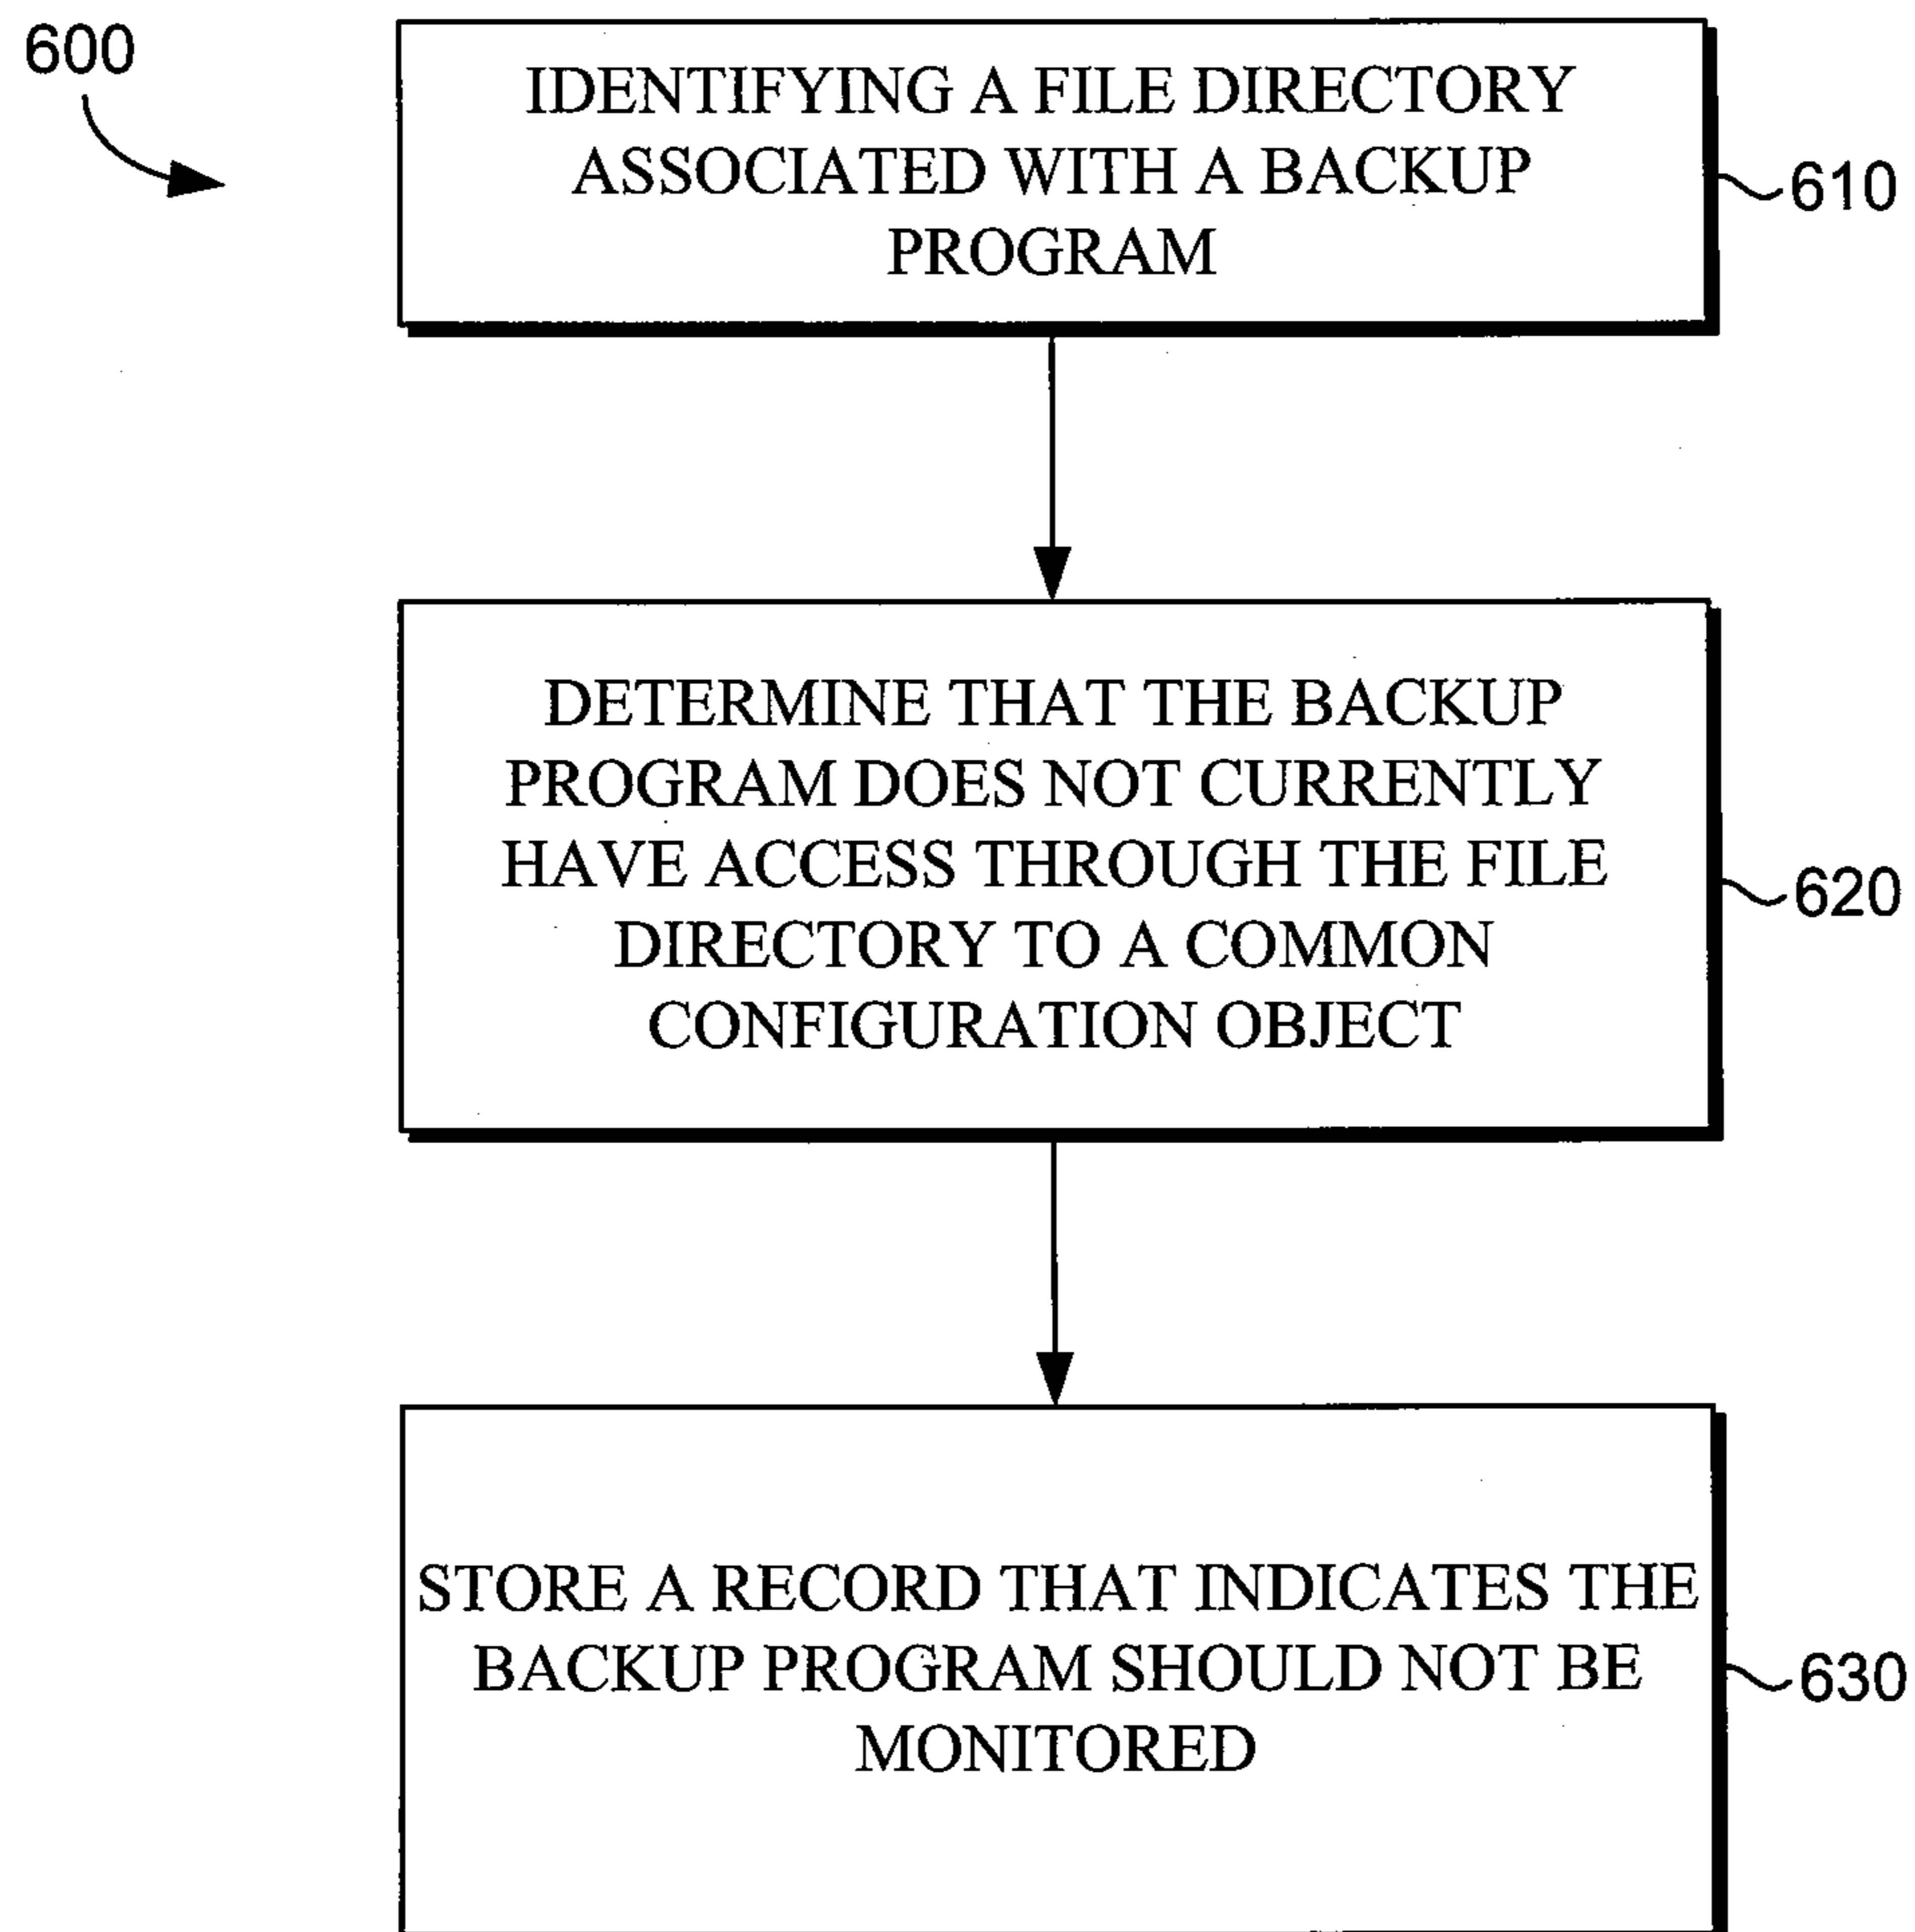 600
IDENTIFYING A FILE DIRECTORY
ASSOCIATED WITH A BACKUP
PROGRAM
610
DETERMINE THAT THE BACKUP
PROGRAM DOES NOT CURRENTLY
HAVE ACCESS THROUGH THE FILE
DIRECTORY TO A COMMON
CONFIGURATION OBJECT
620
STORE A RECORD THAT INDICATES THE
BACKUP PROGRAM SHOULD NOT BE
MONITORED
630